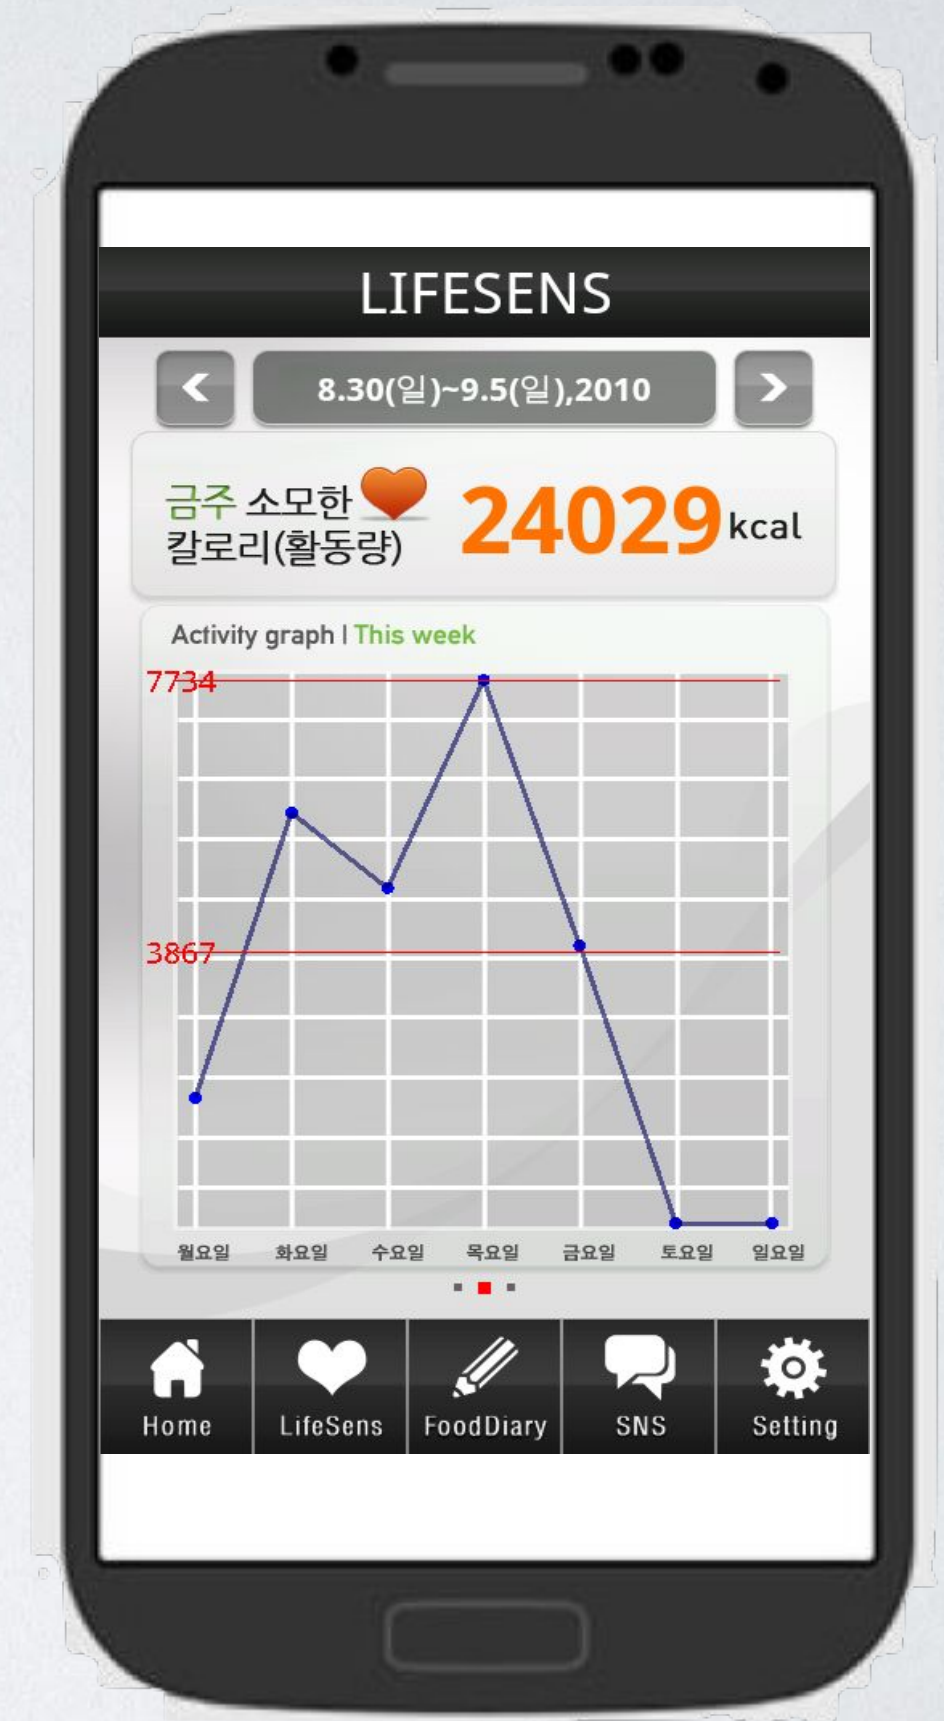 LIFESENS
8.30(일)~9.5(일),2010
금주 소모한
칼로리(활동량)
24029 kcal
Activity graph | This week
7734
3867
월요일 화요일 수요일 목요일 금요일 토요일 일요일
Home LifeSens FoodDiary SNS Setting